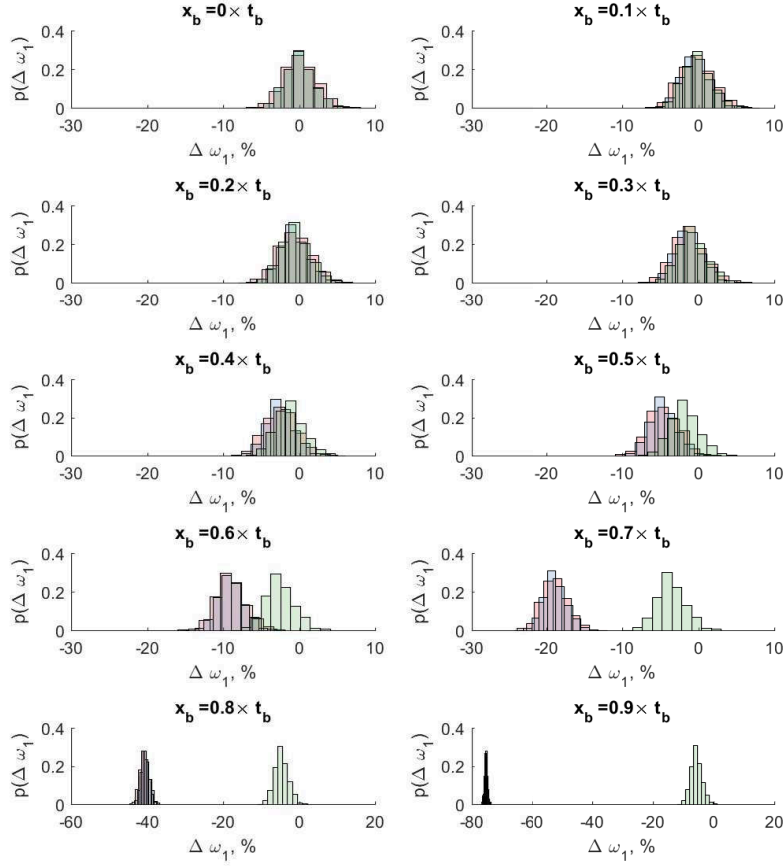 x_b =0× t_b
0.4
0.2
0
p(Δ ω_1)
-30 -20 -10 0 10
Δ ω_1, %
x_b =0.1× t_b
0.4
0.2
0
p(Δ ω_1)
-30 -20 -10 0 10
Δ ω_1, %
x_b =0.2× t_b
0.4
0.2
0
p(Δ ω_1)
-30 -20 -10 0 10
Δ ω_1, %
x_b =0.3× t_b
0.4
0.2
0
p(Δ ω_1)
-30 -20 -10 0 10
Δ ω_1, %
x_b =0.4× t_b
0.4
0.2
0
p(Δ ω_1)
-30 -20 -10 0 10
Δ ω_1, %
x_b =0.5× t_b
0.4
0.2
0
p(Δ ω_1)
-30 -20 -10 0 10
Δ ω_1, %
x_b =0.6× t_b
0.4
0.2
0
p(Δ ω_1)
-30 -20 -10 0 10
Δ ω_1, %
x_b =0.7× t_b
0.4
0.2
0
p(Δ ω_1)
-30 -20 -10 0 10
Δ ω_1, %
x_b =0.8× t_b
0.4
0.2
0
p(Δ ω_1)
-60 -40 -20 0 20
Δ ω_1, %
x_b =0.9× t_b
0.4
0.2
0
p(Δ ω_1)
-80 -60 -40 -20 0 20
Δ ω_1, %